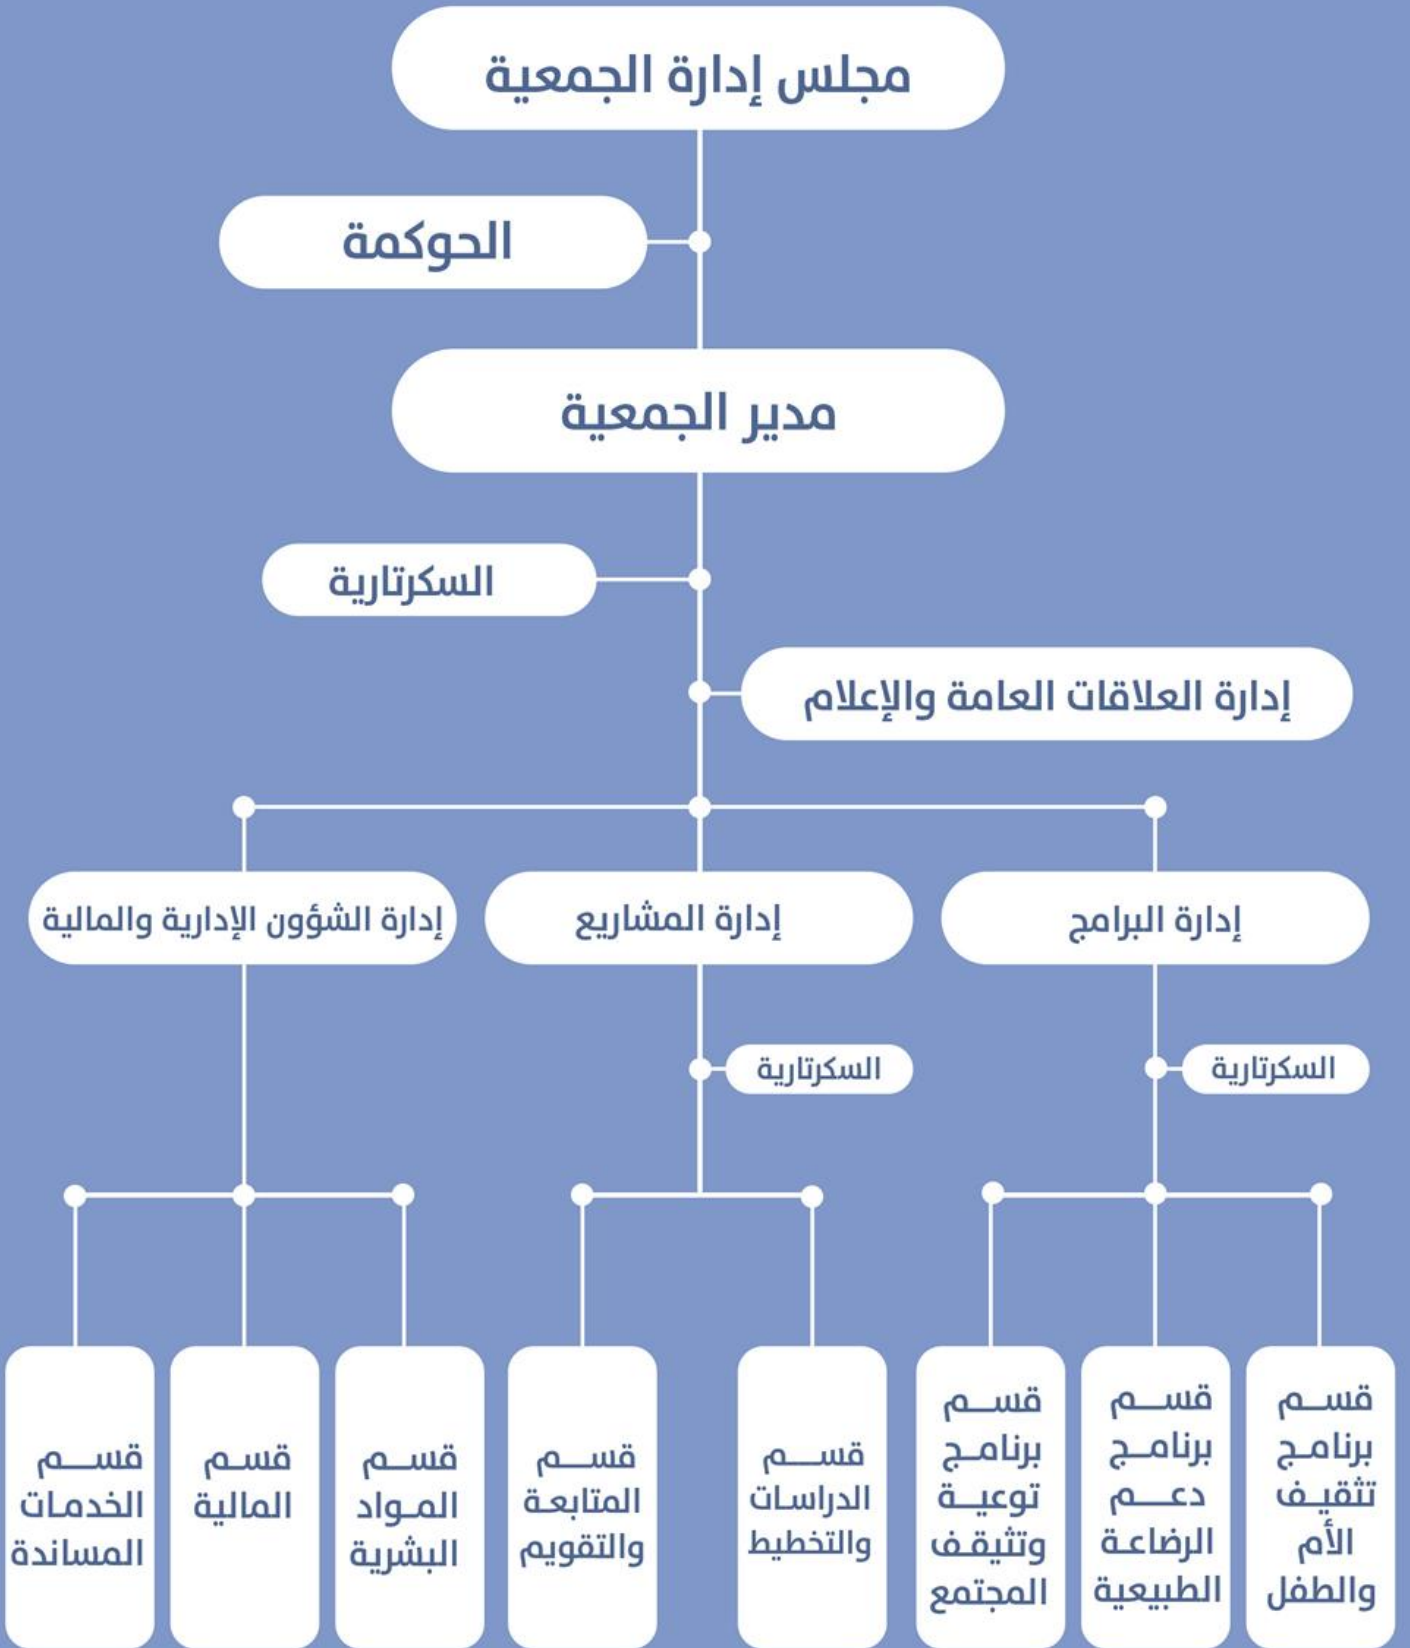 مجلس إدارة الجمعية
الحوكمة
مدير الجمعية
السكرتارية
إدارة العلاقات العامة والإعلام
إدارة البرامج
إدارة المشاريع
إدارة الشؤون الإدارية والمالية
السكرتارية
السكرتارية
قسم
برنامج
تثقيف
الأم
والطفل
قسم
برنامج
دعم
الرضاعة
الطبيعية
قسم
برنامج
توعية
وتثيقف
المجتمع
قسم
الدراسات
والتخطيط
قسم
المتابعة
والتقويم
قسم
المواد
البشرية
قسم
المالية
قسم
الخدمات
المساندة